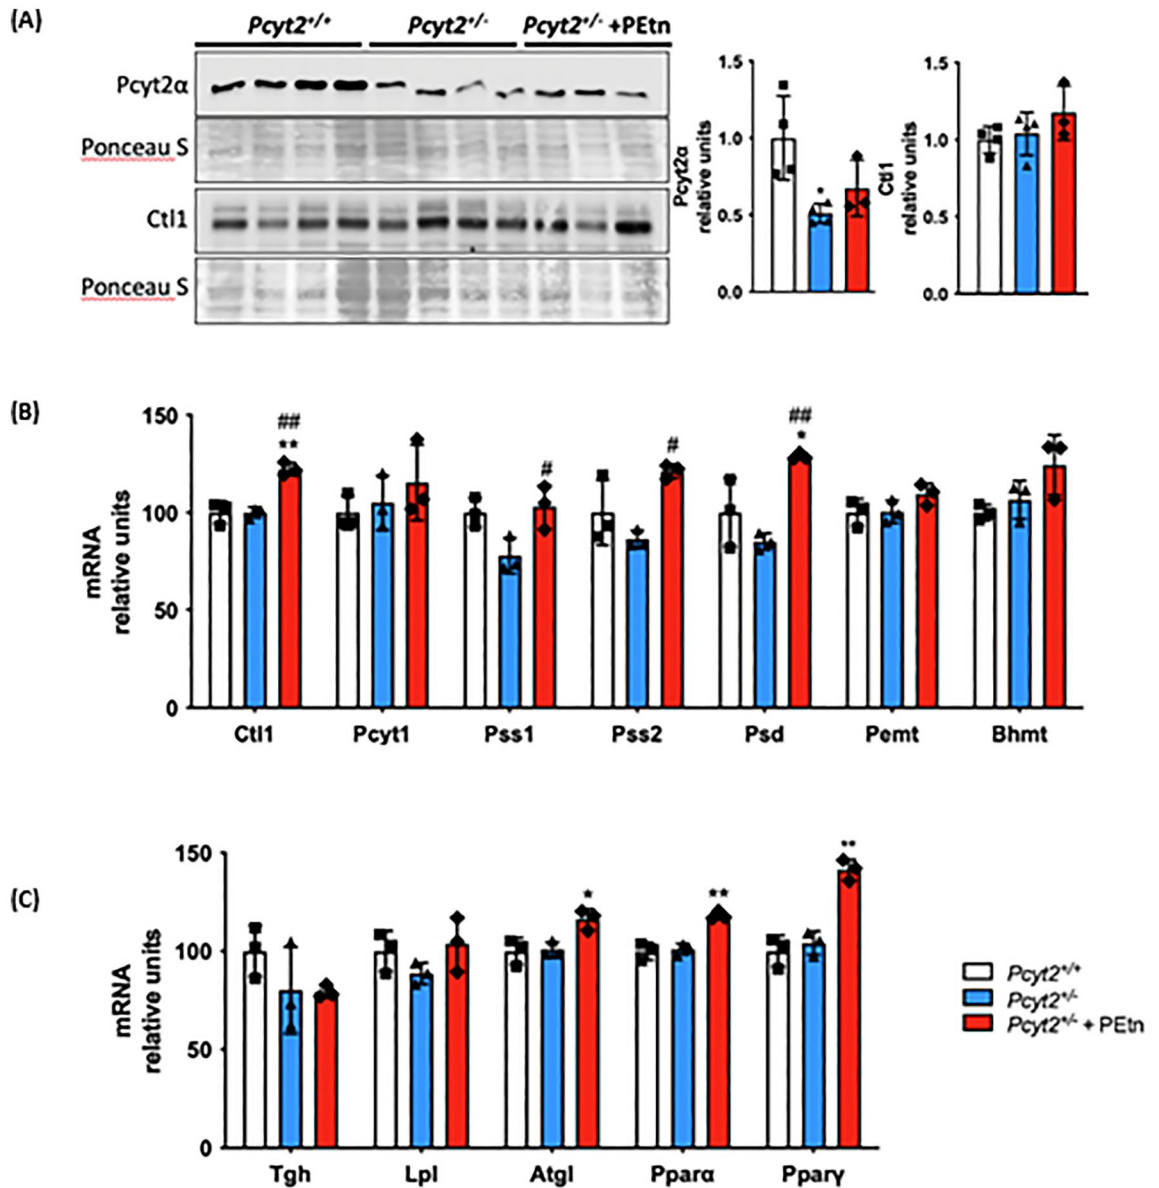 (A)
Pcyt2+/+ Pcyt2+/- Pcyt2+/- +PEtn
Pcyt2α
Ponceau S
Ctl1
Ponceau S
Pcyt2α
relative units
1.5
1.0
0.5
0.0
*
Ctl1
relative units
1.5
1.0
0.5
0.0
(B)
mRNA
relative units
150
100
50
0
##
**
#
#
##
*
Ctl1 Pcyt1 Pss1 Pss2 Psd Pemt Bhmt
(C)
mRNA
relative units
150
100
50
0
*
**
**
Tgh Lpl Atgl Pparα Pparγ
Pcyt2+/+
Pcyt2+/-
Pcyt2+/- + PEtn